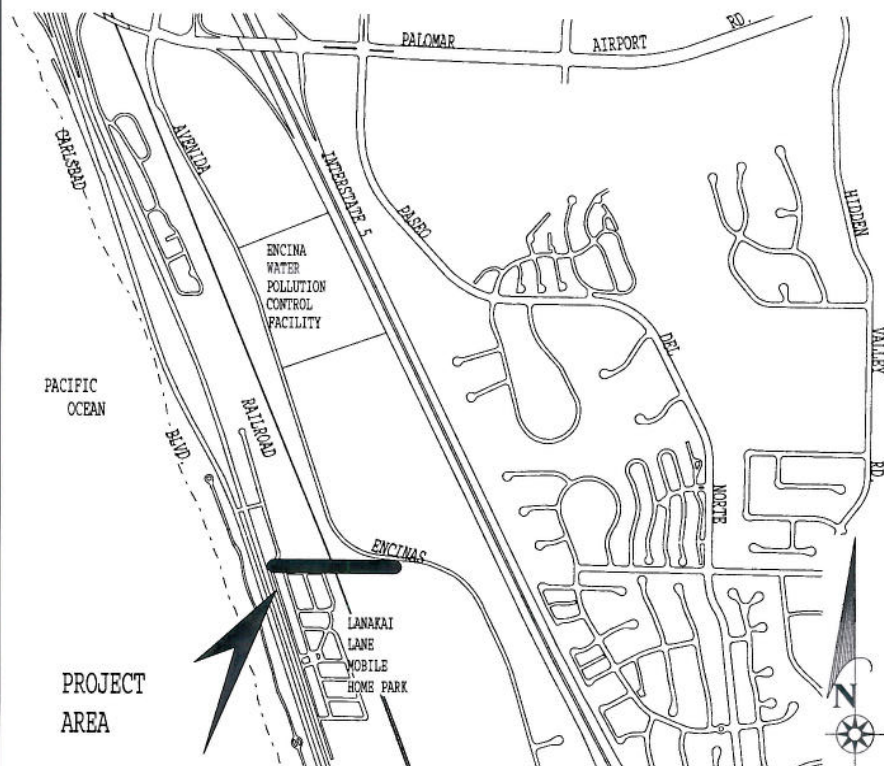 PALOMAR AIRPORT RD.
CARLSBAD
AVENIDA
INTERSTATE 5
PASEO
HIDDEN
ENCINA
WATER
POLLUTION
CONTROL
FACILITY
DEL
VALLEY
PACIFIC
OCEAN
RAILROAD
BLVD.
RD.
NORTE
ENCINAS
LANAKAI
LANE
MOBILE
HOME PARK
PROJECT
AREA
N